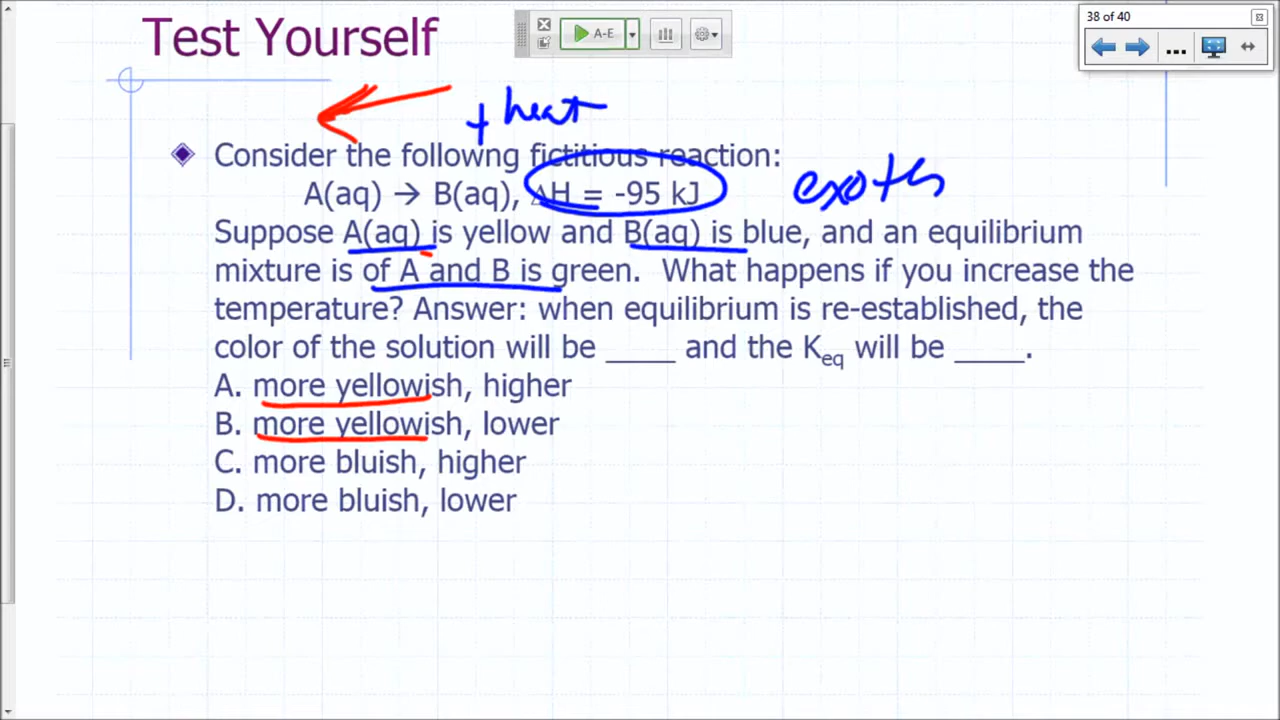 38 of 40
A-E
Test Yourself
+ heat
Consider the followng fictitious reaction:
A(aq) → B(aq), ΔH = -95 kJ
exoth
Suppose A(aq) is yellow and B(aq) is blue, and an equilibrium
mixture is of A and B is green. What happens if you increase the
temperature? Answer: when equilibrium is re-established, the
color of the solution will be ____ and the Keq will be ____.
A. more yellowish, higher
B. more yellowish, lower
C. more bluish, higher
D. more bluish, lower